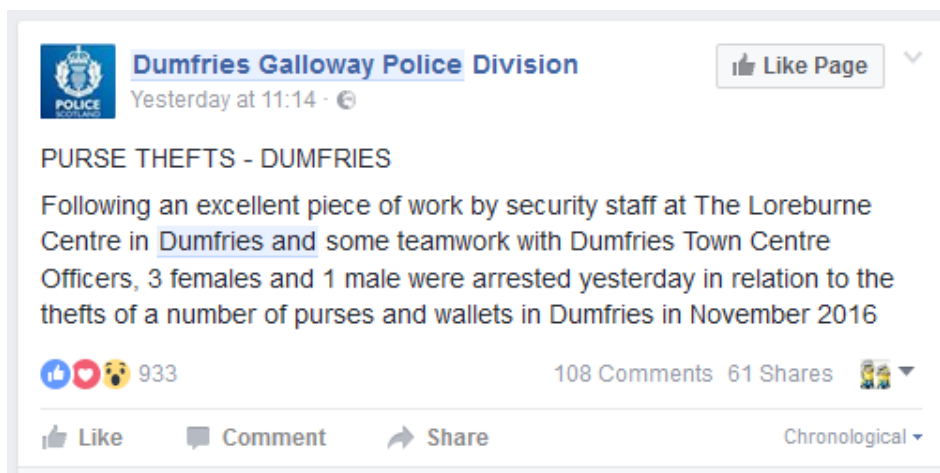 Dumfries Galloway Police Division
Like Page
Yesterday at 11:14 ·
POLICE
SCOTLAND
PURSE THEFTS - DUMFRIES
Following an excellent piece of work by security staff at The Loreburne
Centre in Dumfries and some teamwork with Dumfries Town Centre
Officers, 3 females and 1 male were arrested yesterday in relation to the
thefts of a number of purses and wallets in Dumfries in November 2016
933
108 Comments 61 Shares
Like Comment Share
Chronological